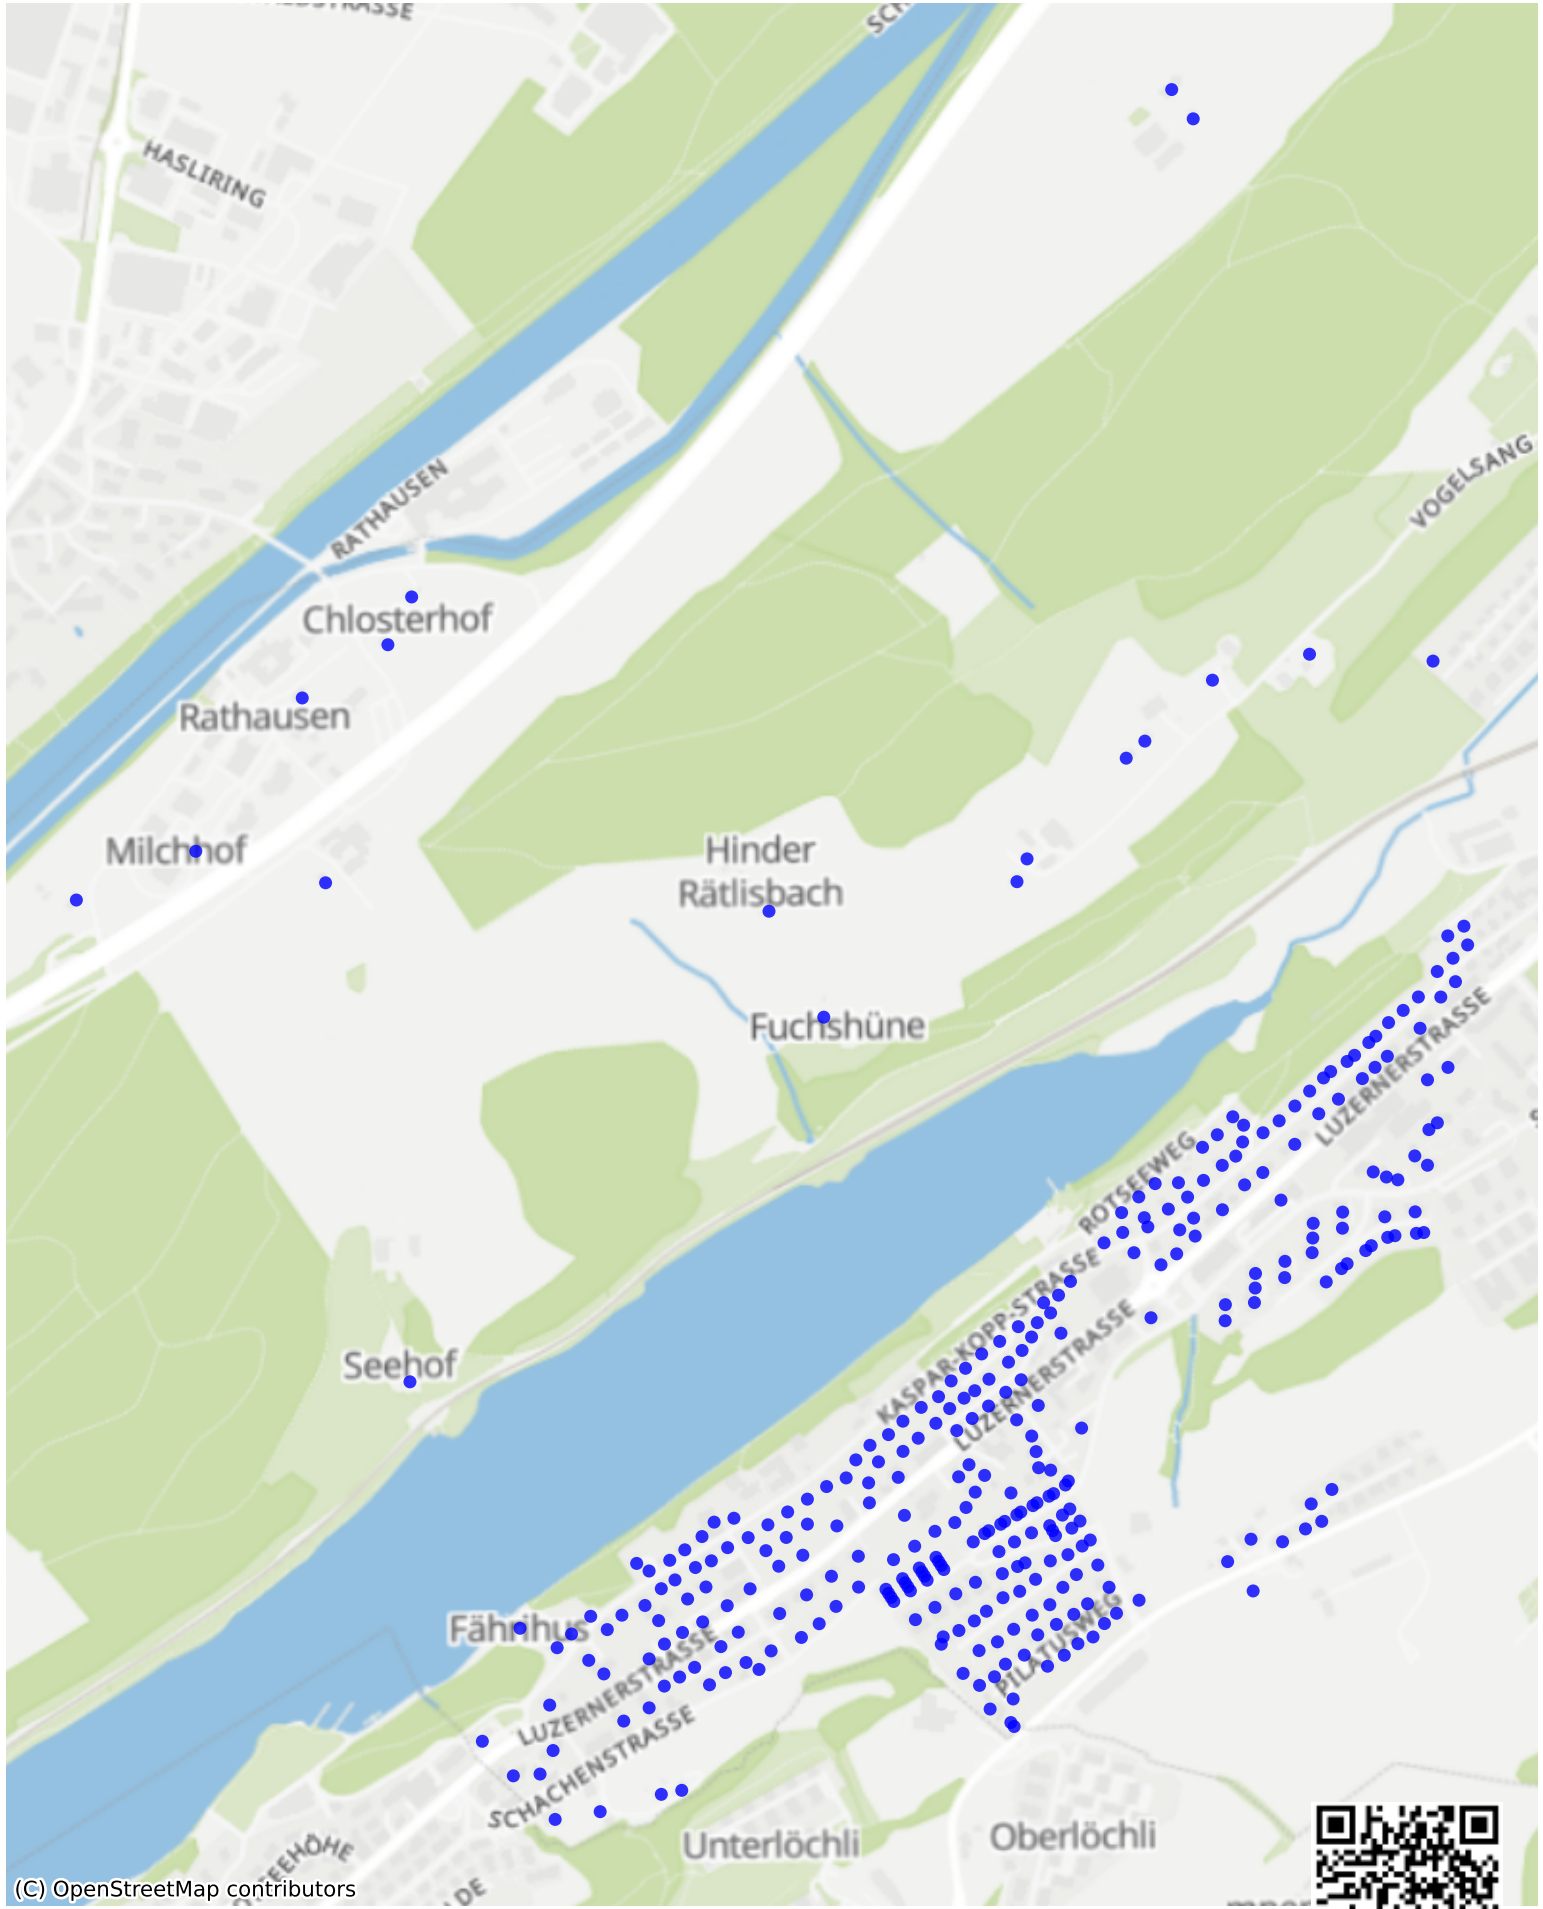 HASLIRING
VOGELSANG
RATHAUSEN
Chlosterhof
Rathausen
Milchhof
Hinder
Rätlisbach
LUZERNERSTRASSE
Fuchshüne
ROTSEEWEG
KASPAR-KOPP-STRASSE
LUZERNERSTRASSE
Seehof
Fährihus
PILATUSWEG
LUZERNERSTRASSE
SCHACHENSTRASSE
Unterlöchli
Oberlöchli
(C) OpenStreetMap contributors